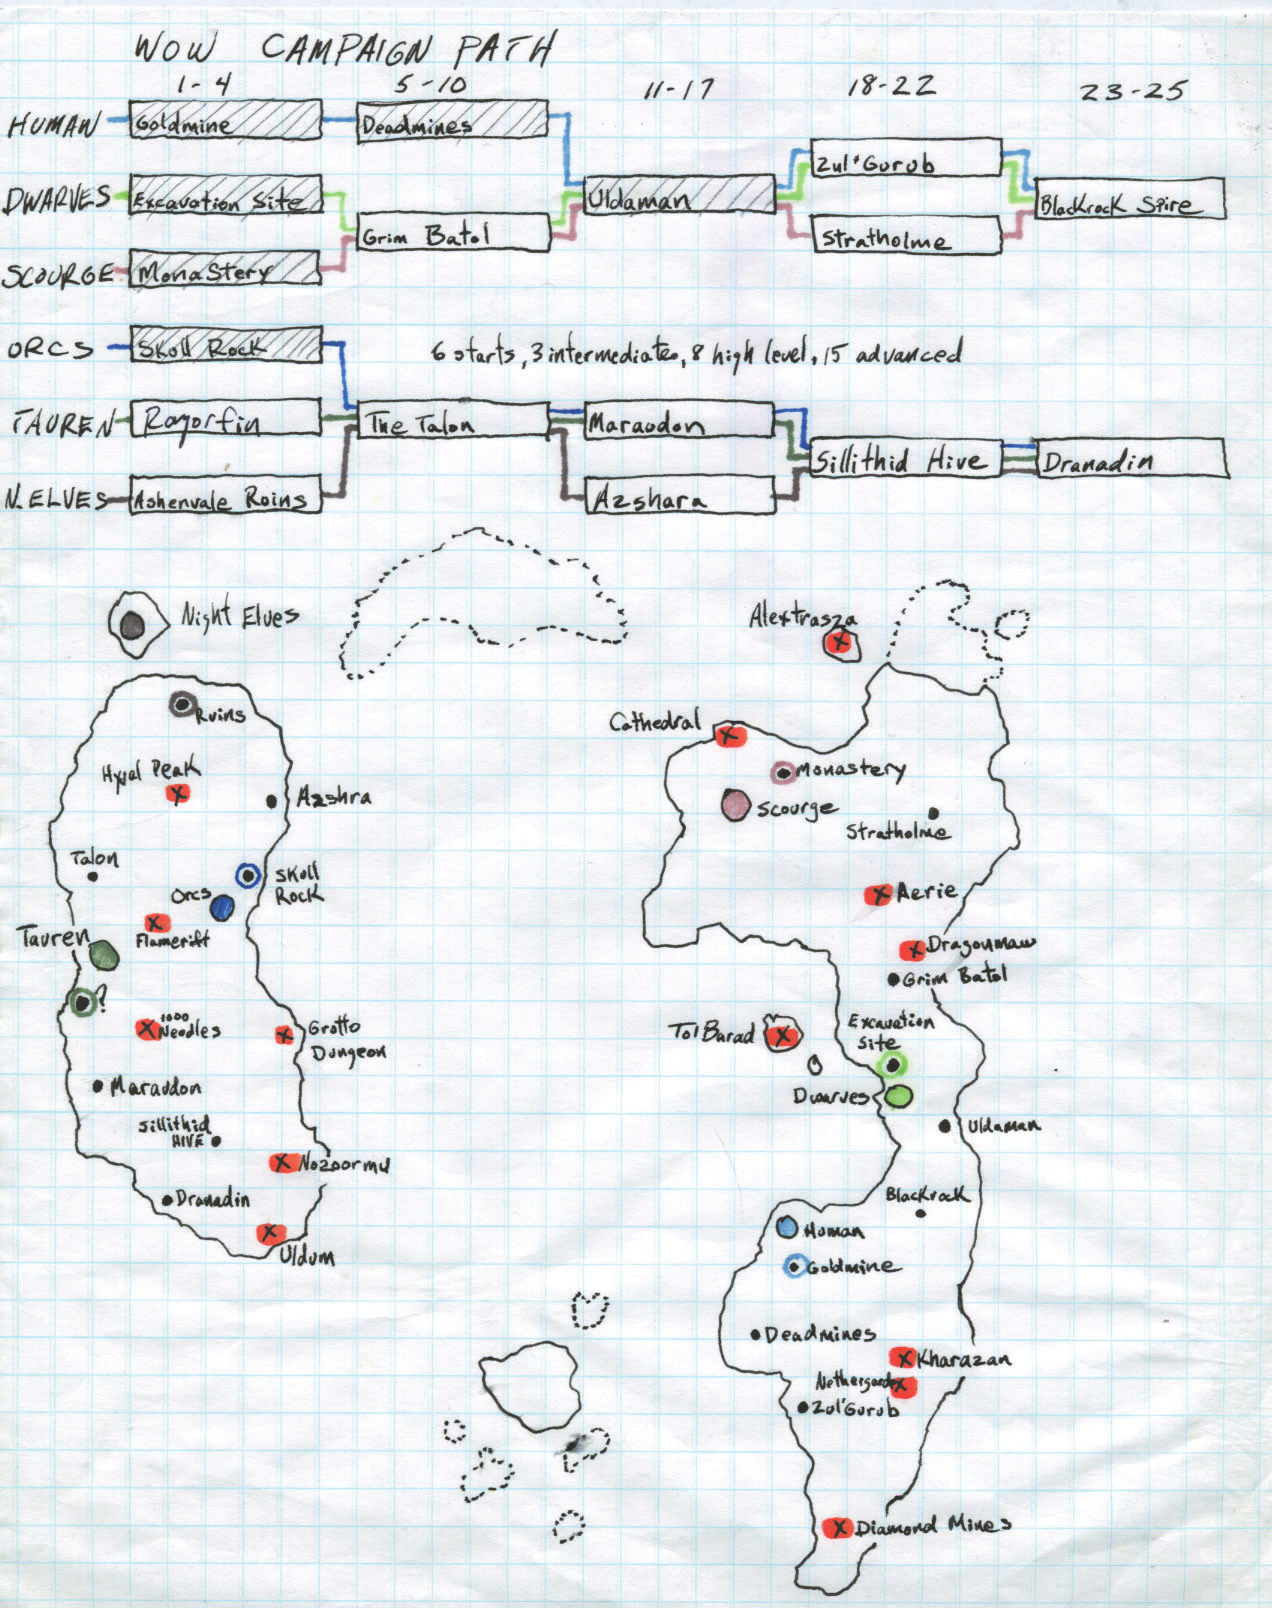 WOW CAMPAIGN PATH
1-4 5-10 11-17 18-22 23-25
HUMAN Goldmine Deadmines
Zul'Gurub
DWARVES Excavation Site Uldaman Blackrock Spire
Grim Batol Stratholme
SCOURGE Monastery
ORCS Skull Rock 6 starts, 3 intermediates, 8 high level, 15 advanced
TAUREN Razorfin The Talon Maraudon
Sillithid Hive Dranadin
N. ELVES Ashenvale Ruins Azshara
Night Elves
Ruins
Hyjal Peak
Azshra
Talon
Skull
Rock
Orcs
Flamerift
Tauren
?
1000
Needles
Grotto
Dungeon
Maraudon
Sillithid
HIVE
Nozdormu
Dranadin
Uldum
Alextrasza
Cathedral
Monastery
Scourge
Stratholme
Aerie
Dragonmaw
Grim Batol
Tol Barad
Excavation
Site
Dwarves
Uldaman
Blackrock
Human
Goldmine
Deadmines
Kharazan
Nethergarde
Zul'Gurub
Diamond Mines